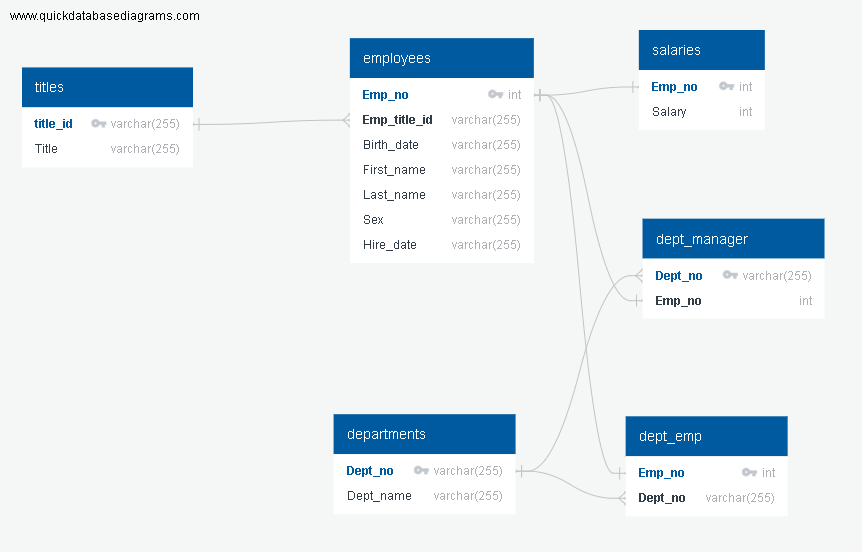 www.quickdatabasediagrams.com
titles
title_id varchar(255)
Title varchar(255)
employees
Emp_no int
Emp_title_id varchar(255)
Birth_date varchar(255)
First_name varchar(255)
Last_name varchar(255)
Sex varchar(255)
Hire_date varchar(255)
salaries
Emp_no int
Salary int
dept_manager
Dept_no varchar(255)
Emp_no int
departments
Dept_no varchar(255)
Dept_name varchar(255)
dept_emp
Emp_no int
Dept_no varchar(255)